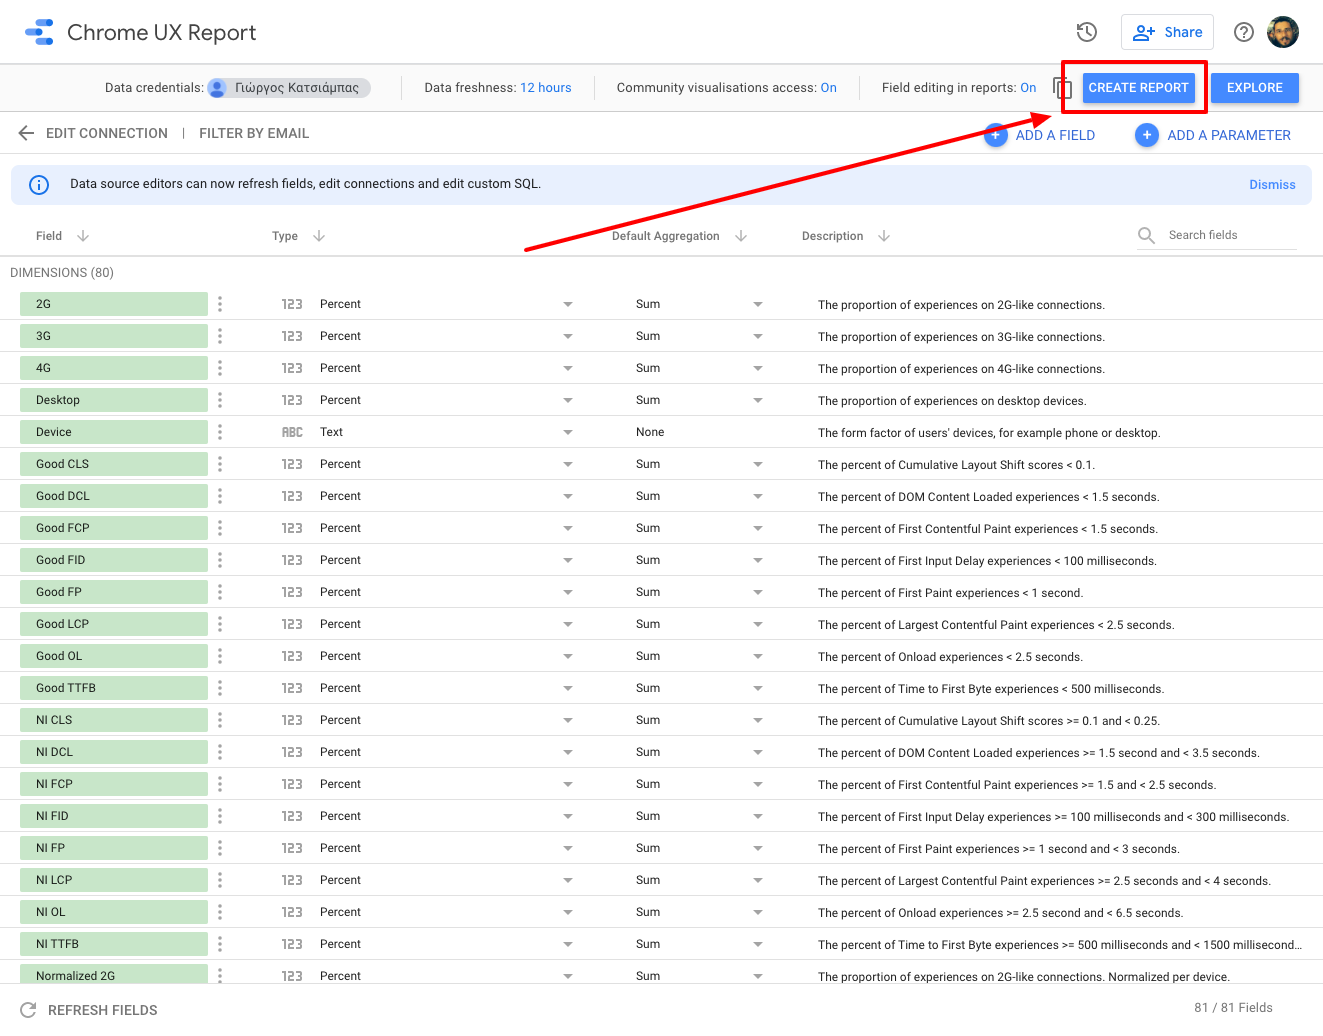 Chrome UX Report
Share
Data credentials: Γιώργος Κατσιάμπας
Data freshness: 12 hours
Community visualisations access: On
Field editing in reports: On
CREATE REPORT
EXPLORE
EDIT CONNECTION | FILTER BY EMAIL
ADD A FIELD
ADD A PARAMETER
Data source editors can now refresh fields, edit connections and edit custom SQL.
Dismiss
Field Type Default Aggregation Description Search fields
DIMENSIONS (80)
2G 123 Percent Sum The proportion of experiences on 2G-like connections.
3G 123 Percent Sum The proportion of experiences on 3G-like connections.
4G 123 Percent Sum The proportion of experiences on 4G-like connections.
Desktop 123 Percent Sum The proportion of experiences on desktop devices.
Device ABC Text None The form factor of users' devices, for example phone or desktop.
Good CLS 123 Percent Sum The percent of Cumulative Layout Shift scores < 0.1.
Good DCL 123 Percent Sum The percent of DOM Content Loaded experiences < 1.5 seconds.
Good FCP 123 Percent Sum The percent of First Contentful Paint experiences < 1.5 seconds.
Good FID 123 Percent Sum The percent of First Input Delay experiences < 100 milliseconds.
Good FP 123 Percent Sum The percent of First Paint experiences < 1 second.
Good LCP 123 Percent Sum The percent of Largest Contentful Paint experiences < 2.5 seconds.
Good OL 123 Percent Sum The percent of Onload experiences < 2.5 seconds.
Good TTFB 123 Percent Sum The percent of Time to First Byte experiences < 500 milliseconds.
NI CLS 123 Percent Sum The percent of Cumulative Layout Shift scores >= 0.1 and < 0.25.
NI DCL 123 Percent Sum The percent of DOM Content Loaded experiences >= 1.5 second and < 3.5 seconds.
NI FCP 123 Percent Sum The percent of First Contentful Paint experiences >= 1.5 and < 2.5 seconds.
NI FID 123 Percent Sum The percent of First Input Delay experiences >= 100 milliseconds and < 300 milliseconds.
NI FP 123 Percent Sum The percent of First Paint experiences >= 1 second and < 3 seconds.
NI LCP 123 Percent Sum The percent of Largest Contentful Paint experiences >= 2.5 seconds and < 4 seconds.
NI OL 123 Percent Sum The percent of Onload experiences >= 2.5 second and < 6.5 seconds.
NI TTFB 123 Percent Sum The percent of Time to First Byte experiences >= 500 milliseconds and < 1500 millisecond...
Normalized 2G 123 Percent Sum The proportion of experiences on 2G-like connections. Normalized per device.
REFRESH FIELDS
81 / 81 Fields